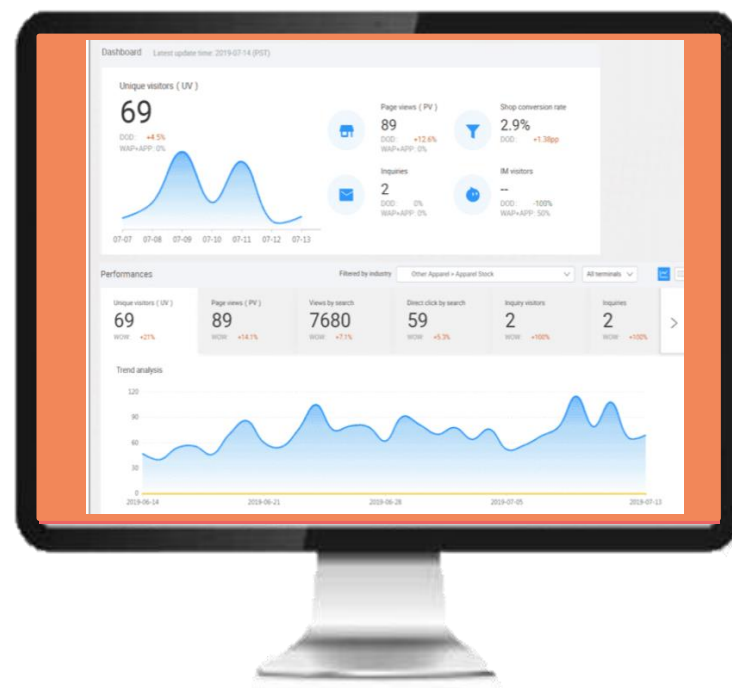 Dashboard Latest update time: 2019-07-14 (PST)
Unique visitors ( UV )
69
DOD: +4.5%
WAP+APP: 0%
07-07 07-08 07-09 07-10 07-11 07-12 07-13
Page views ( PV )
89
DOD: +12.6%
WAP+APP: 0%
Shop conversion rate
2.9%
DOD: +1.38pp
Inquiries
2
DOD: 0%
WAP+APP: 0%
IM visitors
--
DOD: -100%
WAP+APP: 50%
Performances Filtered by industry Other Apparel > Apparel Stock All terminals
Unique visitors ( UV )
69
WOW: +21%
Page views ( PV )
89
WOW: +14.1%
Views by search
7680
WOW: +7.1%
Direct click by search
59
WOW: +5.3%
Inquiry visitors
2
WOW: +100%
Inquiries
2
WOW: +100%
Trend analysis
120
90
60
30
0
2019-06-14 2019-06-21 2019-06-28 2019-07-05 2019-07-13